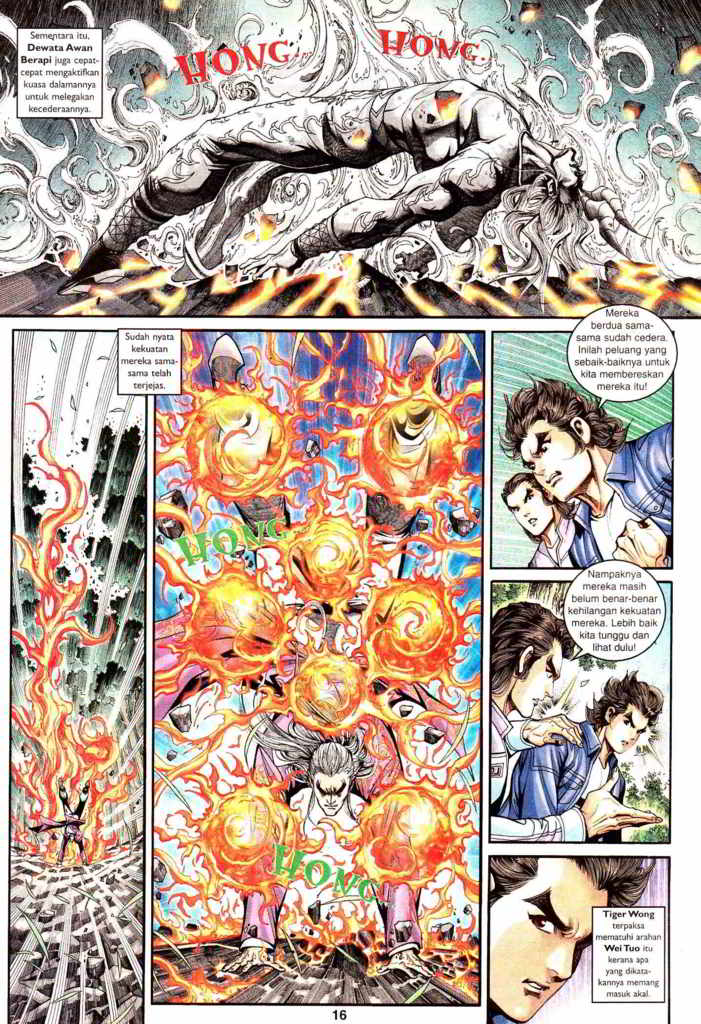 Sementara itu,
Dewata Awan
Berapi juga cepat-
cepat mengaktifkan
kuasa dalamannya
untuk melegakan
kecederaannya.
HONG...
HONG...
Sudah nyata
kekuatan
mereka sama-
sama telah
terjejas.
HONG...
HONG...
Mereka
berdua sama-
sama sudah cedera.
Inilah peluang yang
sebaik-baiknya untuk
kita membereskan
mereka itu!
Nampaknya
mereka masih
belum benar-benar
kehilangan kekuatan
mereka. Lebih baik
kita tunggu dan
lihat dulu!
Tiger Wong
terpaksa
mematuhi arahan
Wei Tuo itu
kerana apa
yang dikata-
kannya memang
masuk akal.
16